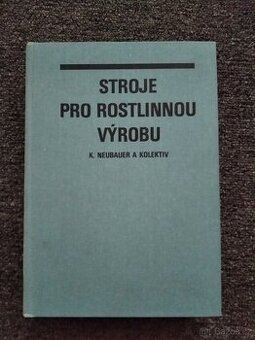 STROJE
PRO ROSTLINNOU
VÝROBU
K. NEUBAUER A KOLEKTIV